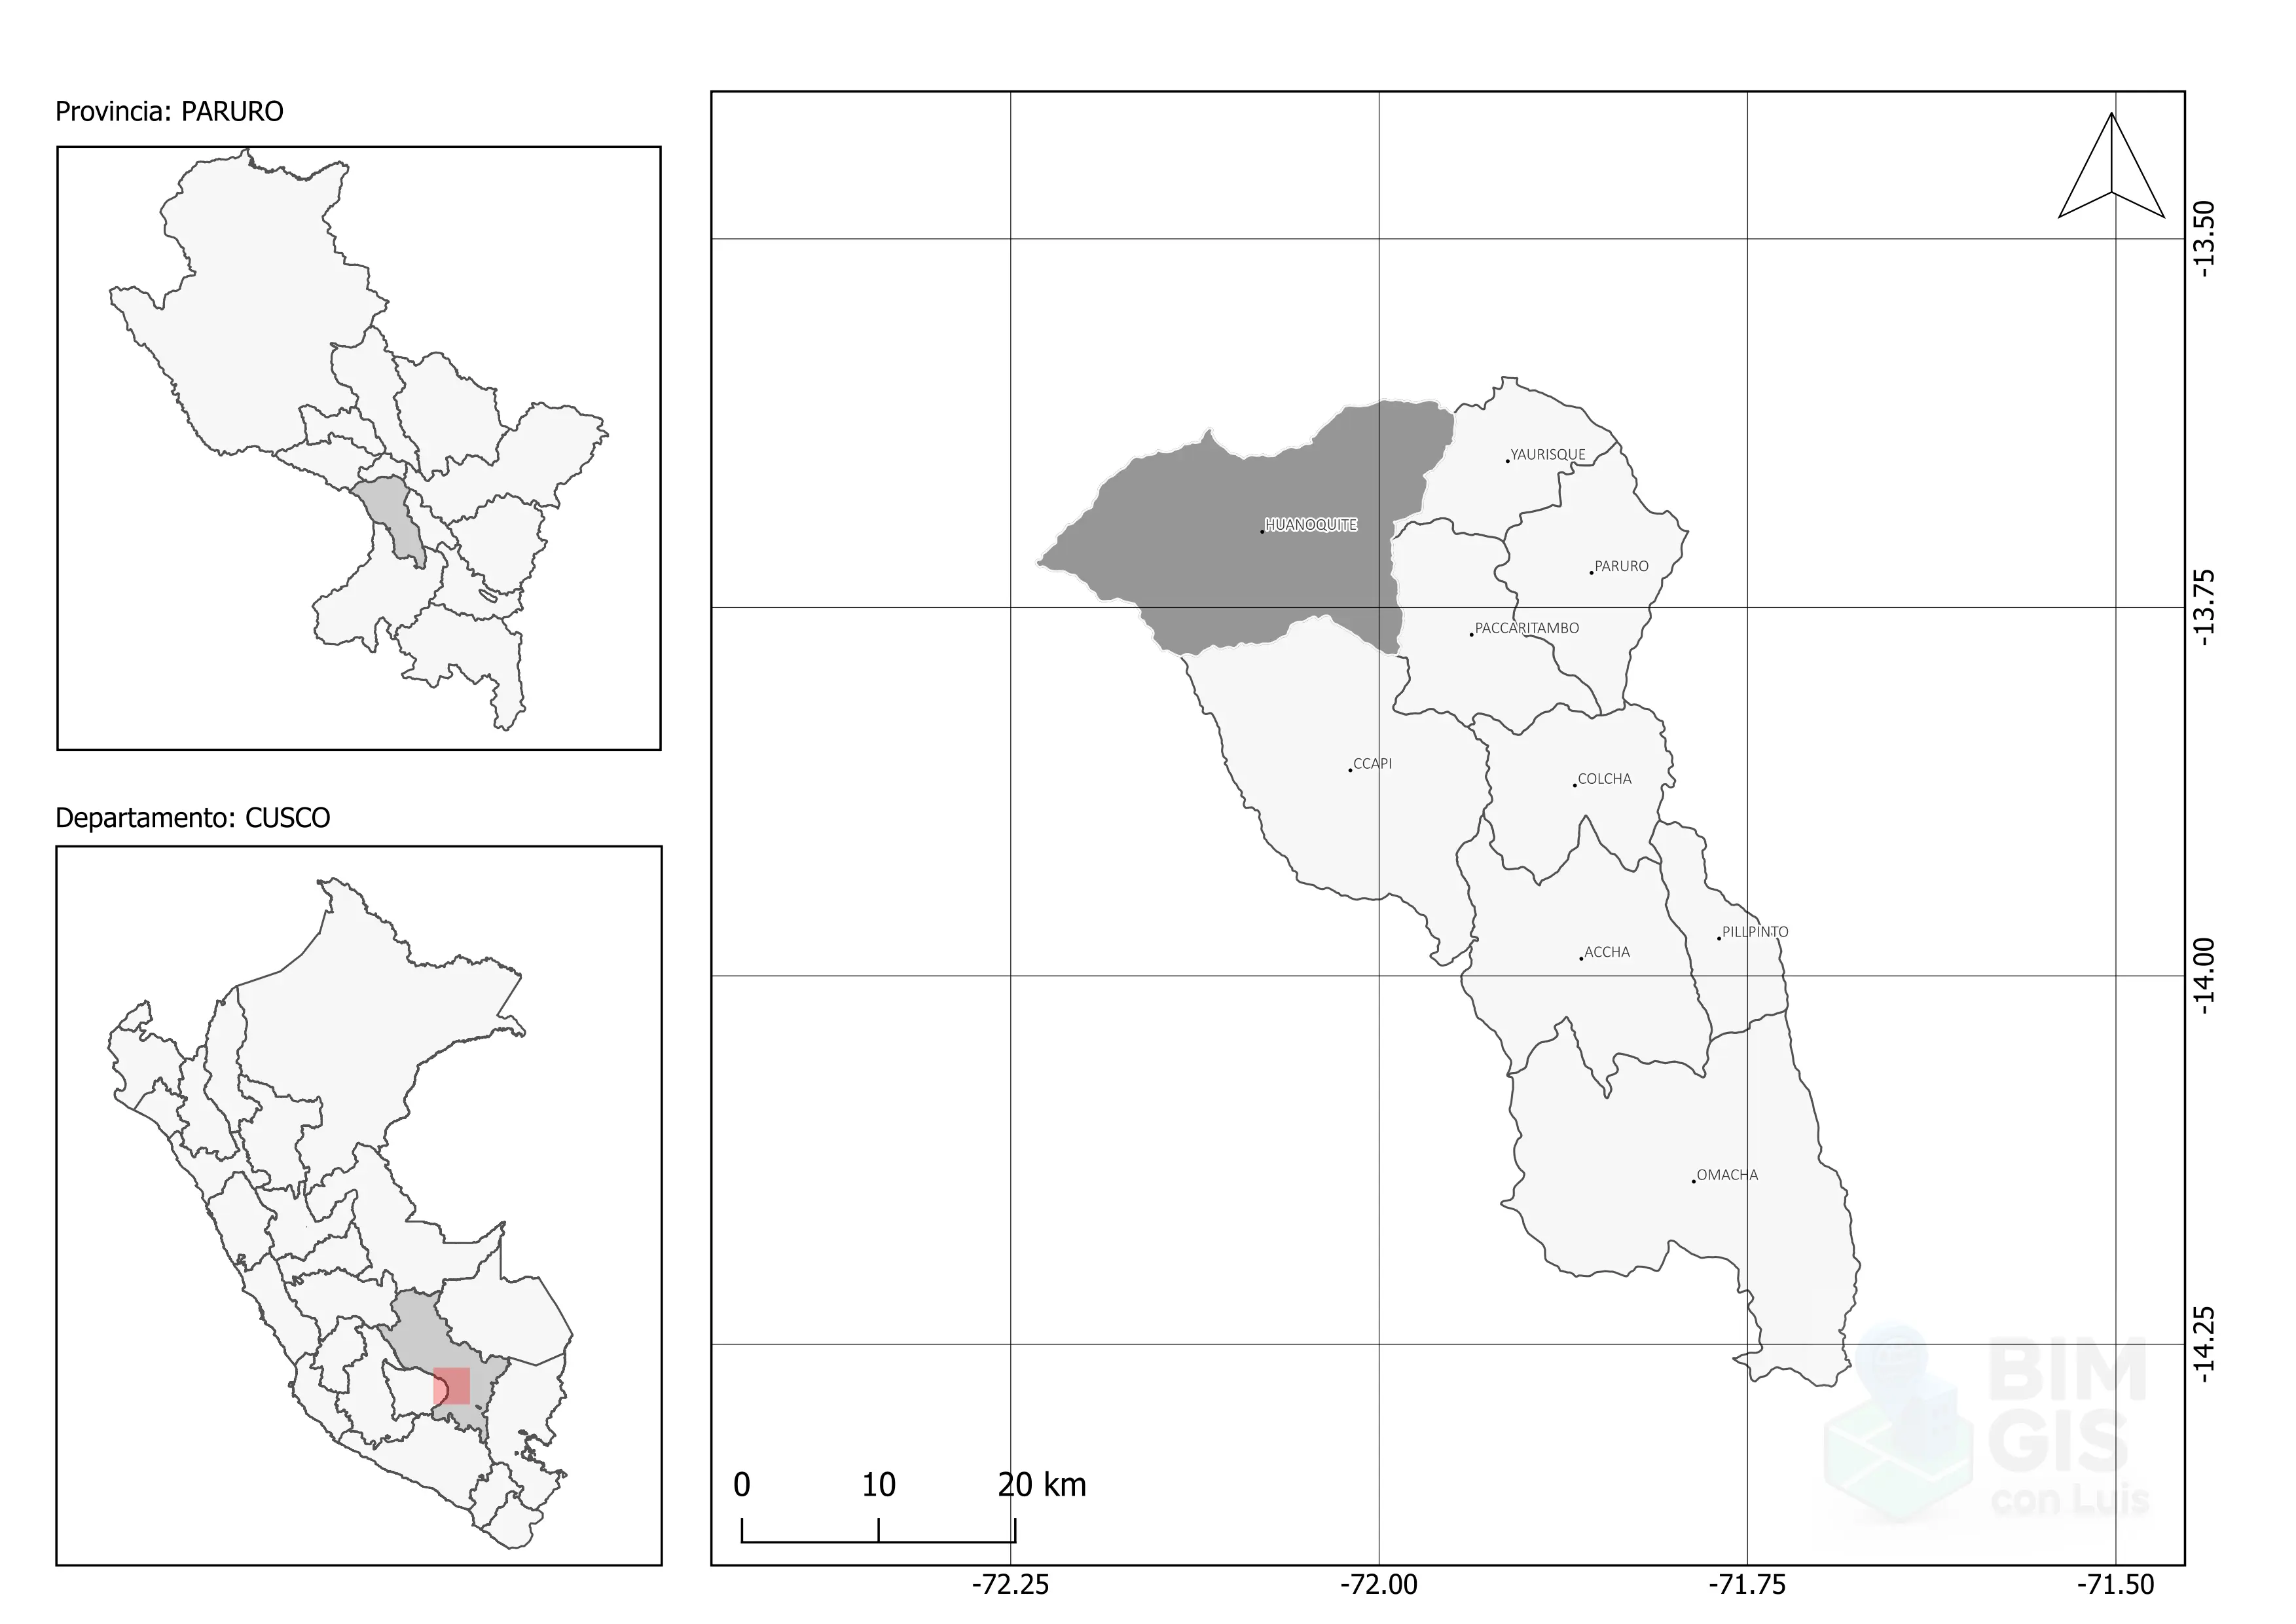 Provincia: PARURO
Departamento: CUSCO
YAURISQUE
HUANOQUITE
PARURO
PACCARITAMBO
CCAPI
COLCHA
PILLPINTO
ACCHA
OMACHA
-13.50
-13.75
-14.00
-14.25
0 10 20 km
-72.25 -72.00 -71.75 -71.50
BIM
GIS
con Luis